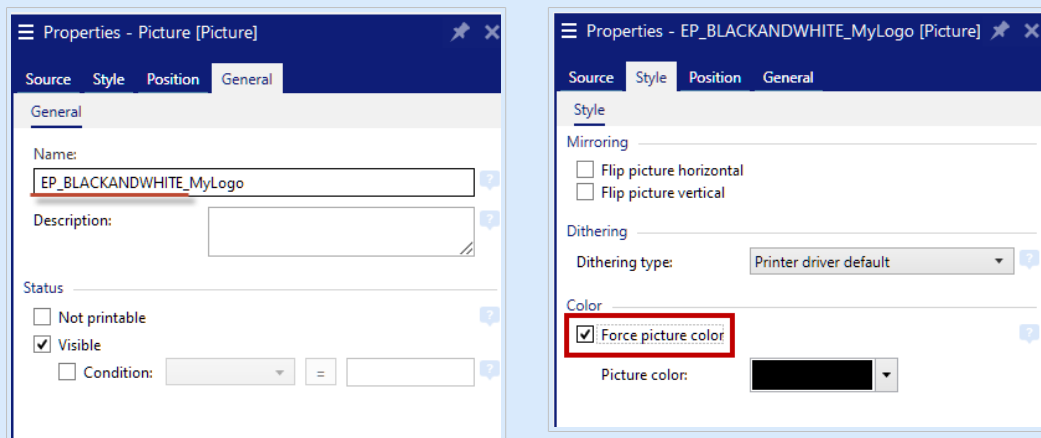 Properties - Picture [Picture]
Source Style Position General
General
Name:
EP_BLACKANDWHITE_MyLogo
?
Description:
?
Status
Not printable
?
Visible
Condition:
=
?
Properties - EP_BLACKANDWHITE_MyLogo [Picture]
Source Style Position General
Style
Mirroring
Flip picture horizontal
Flip picture vertical
Dithering
Dithering type: Printer driver default
?
Color
Force picture color
?
Picture color: